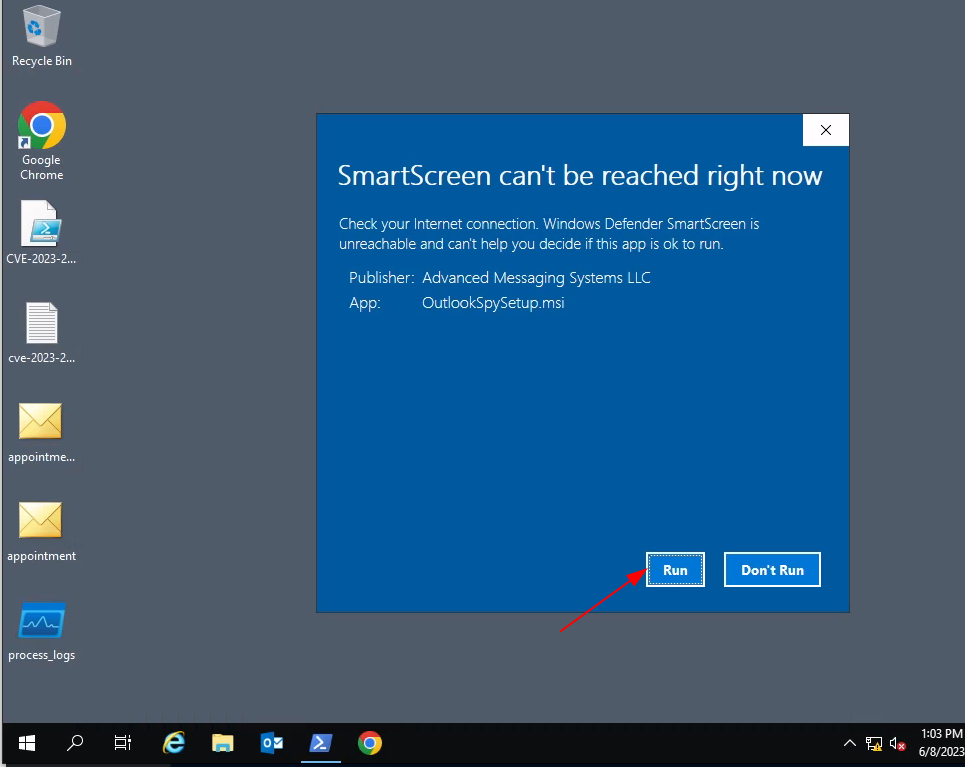 Recycle Bin
Google
Chrome
CVE-2023-2...
cve-2023-2...
appointme...
appointment
process_logs
SmartScreen can't be reached right now
Check your Internet connection. Windows Defender SmartScreen is
unreachable and can't help you decide if this app is ok to run.
Publisher: Advanced Messaging Systems LLC
App: OutlookSpySetup.msi
Run Don't Run
1:03 PM
6/8/2023